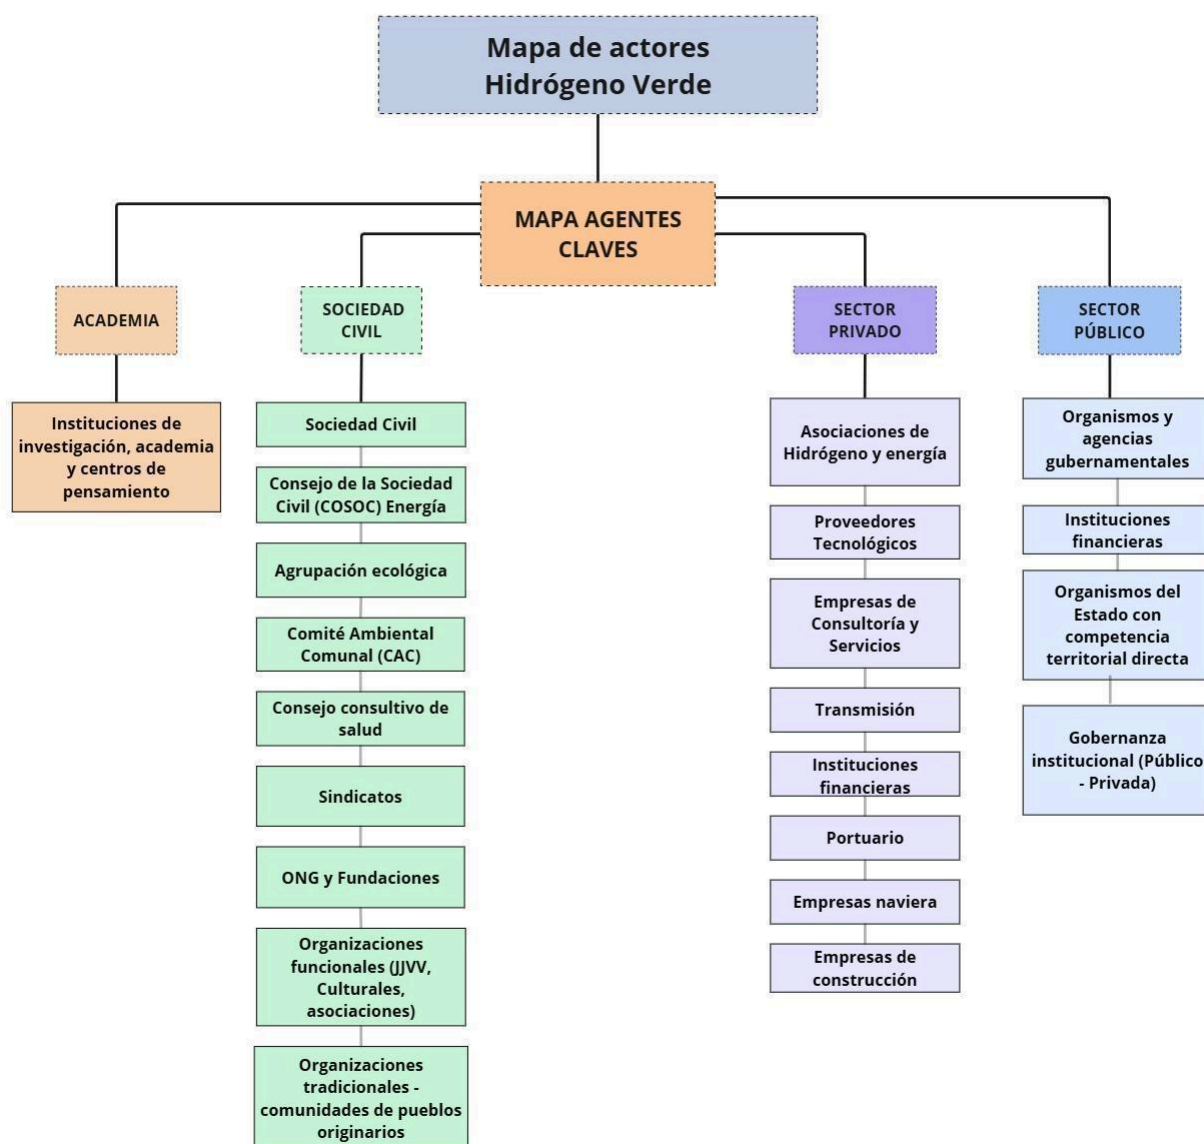 Mapa de actores
Hidrógeno Verde
MAPA AGENTES
CLAVES
ACADEMIA
Instituciones de
investigación, academia
y centros de
pensamiento
SOCIEDAD
CIVIL
Sociedad Civil
Consejo de la Sociedad
Civil (COSOC) Energía
Agrupación ecológica
Comité Ambiental
Comunal (CAC)
Consejo consultivo de
salud
Sindicatos
ONG y Fundaciones
Organizaciones
funcionales (JJVV,
Culturales,
asociaciones)
Organizaciones
tradicionales -
comunidades de pueblos
originarios
SECTOR
PRIVADO
Asociaciones de
Hidrógeno y energía
Proveedores
Tecnológicos
Empresas de
Consultoría y
Servicios
Transmisión
Instituciones
financieras
Portuario
Empresas naviera
Empresas de
construcción
SECTOR
PÚBLICO
Organismos y
agencias
gubernamentales
Instituciones
financieras
Organismos del
Estado con
competencia
territorial directa
Gobernanza
institucional (Público
- Privada)